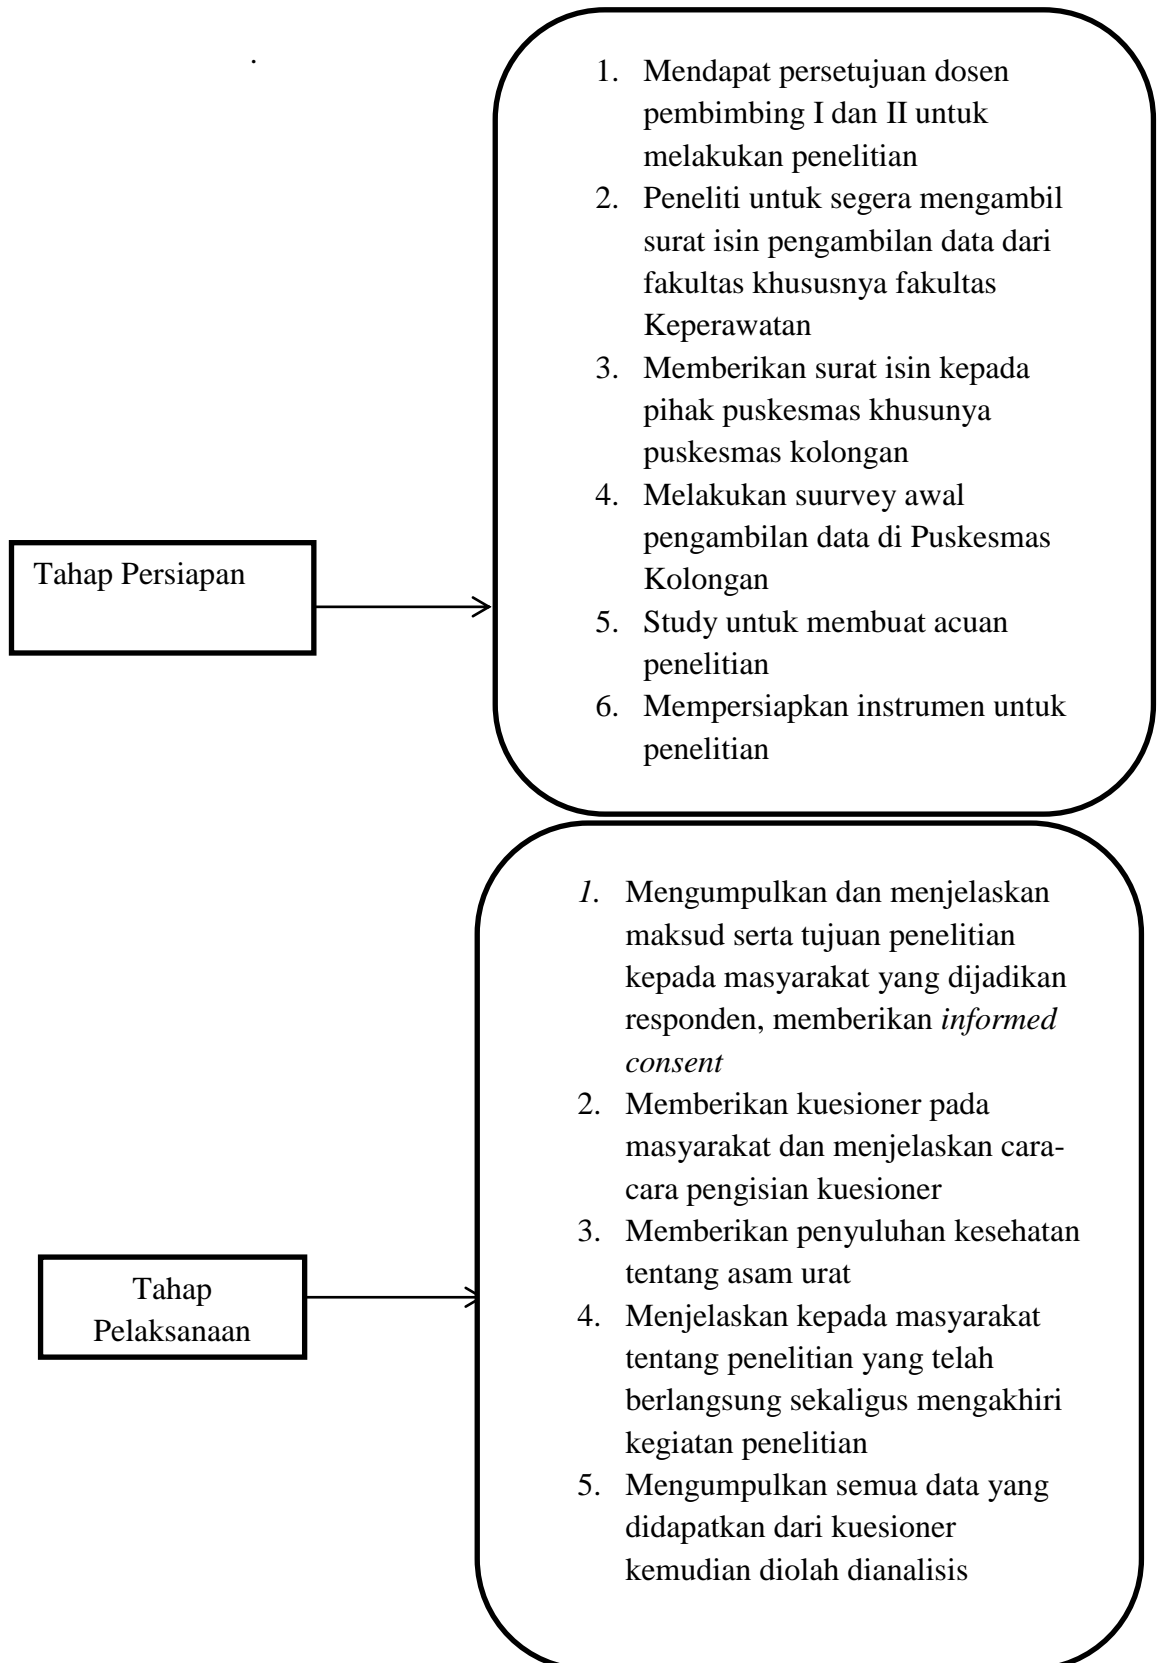 .
1. Mendapat persetujuan dosen
pembimbing I dan II untuk
melakukan penelitian
2. Peneliti untuk segera mengambil
surat isin pengambilan data dari
fakultas khususnya fakultas
Keperawatan
3. Memberikan surat isin kepada
pihak puskesmas khusunya
puskesmas kolongan
4. Melakukan suurvey awal
pengambilan data di Puskesmas
Kolongan
5. Study untuk membuat acuan
penelitian
6. Mempersiapkan instrumen untuk
penelitian
Tahap Persiapan
1. Mengumpulkan dan menjelaskan
maksud serta tujuan penelitian
kepada masyarakat yang dijadikan
responden, memberikan informed
consent
2. Memberikan kuesioner pada
masyarakat dan menjelaskan cara-
cara pengisian kuesioner
3. Memberikan penyuluhan kesehatan
tentang asam urat
4. Menjelaskan kepada masyarakat
tentang penelitian yang telah
berlangsung sekaligus mengakhiri
kegiatan penelitian
5. Mengumpulkan semua data yang
didapatkan dari kuesioner
kemudian diolah dianalisis
Tahap
Pelaksanaan